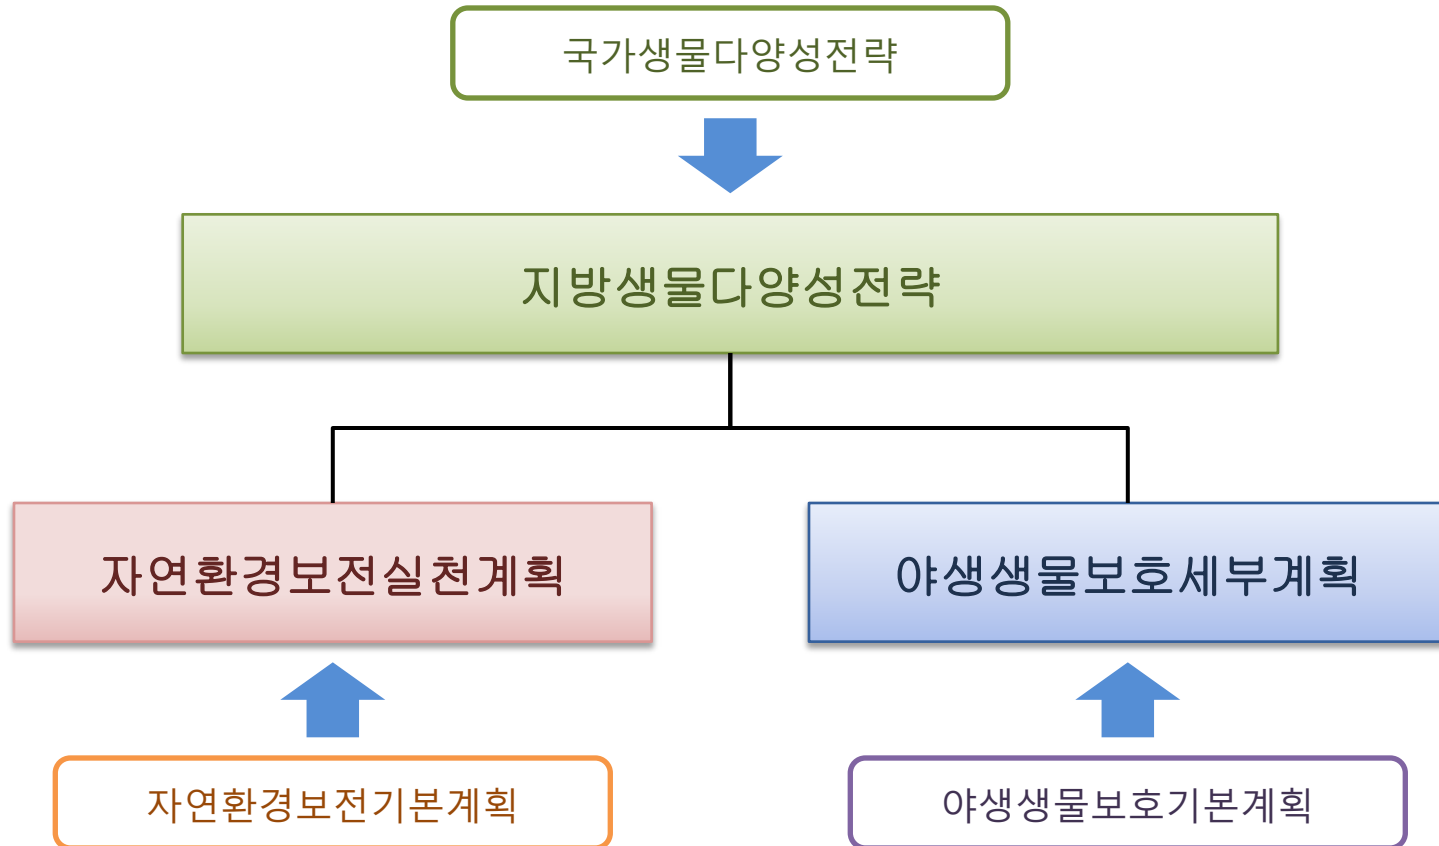 국가생물다양성전략
지방생물다양성전략
자연환경보전실천계획
야생생물보호세부계획
자연환경보전기본계획
야생생물보호기본계획